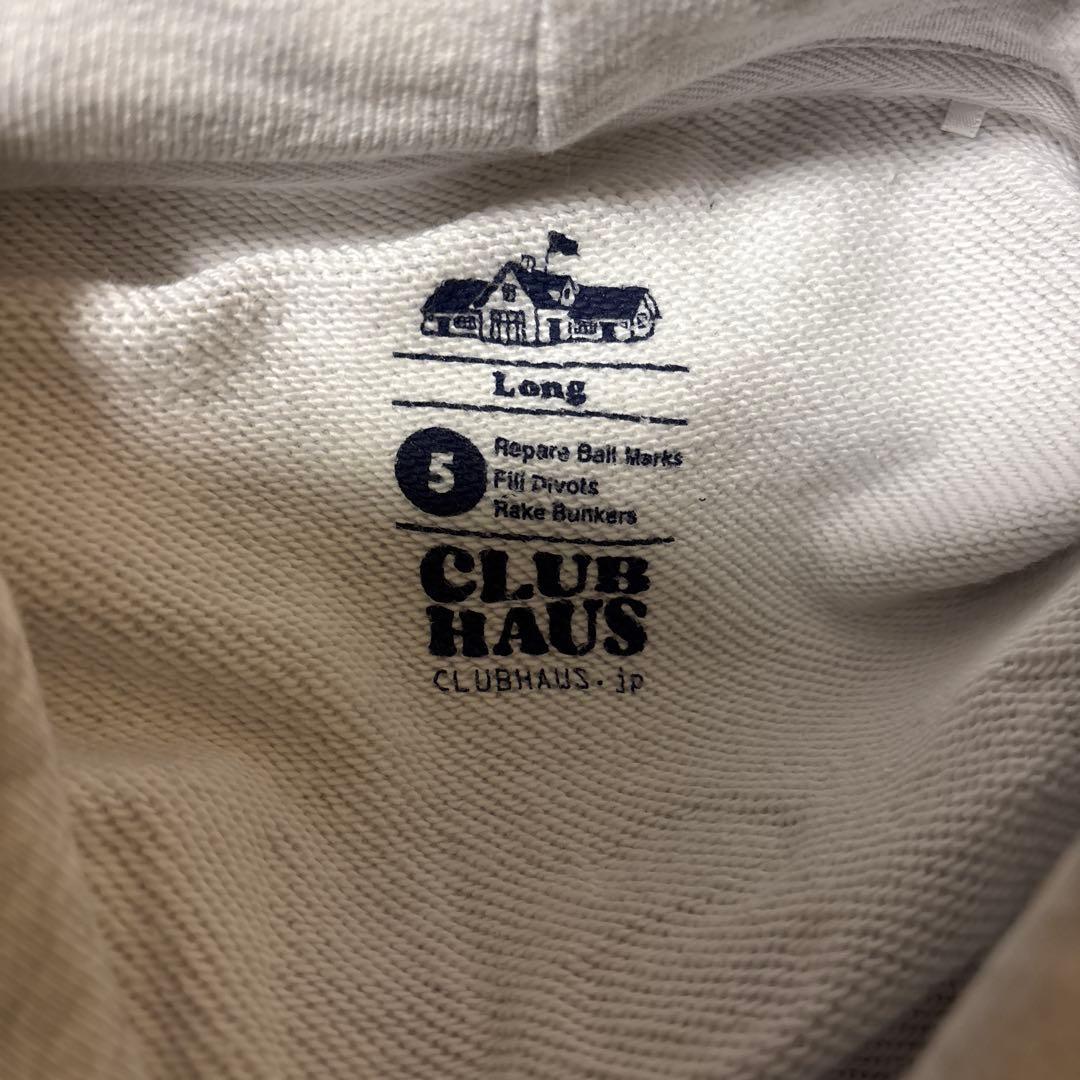 Long
5
Repare Ball Marks
Fill Divots
Rake Bunkers
CLUB
HAUS
CLUBHAUS.jp